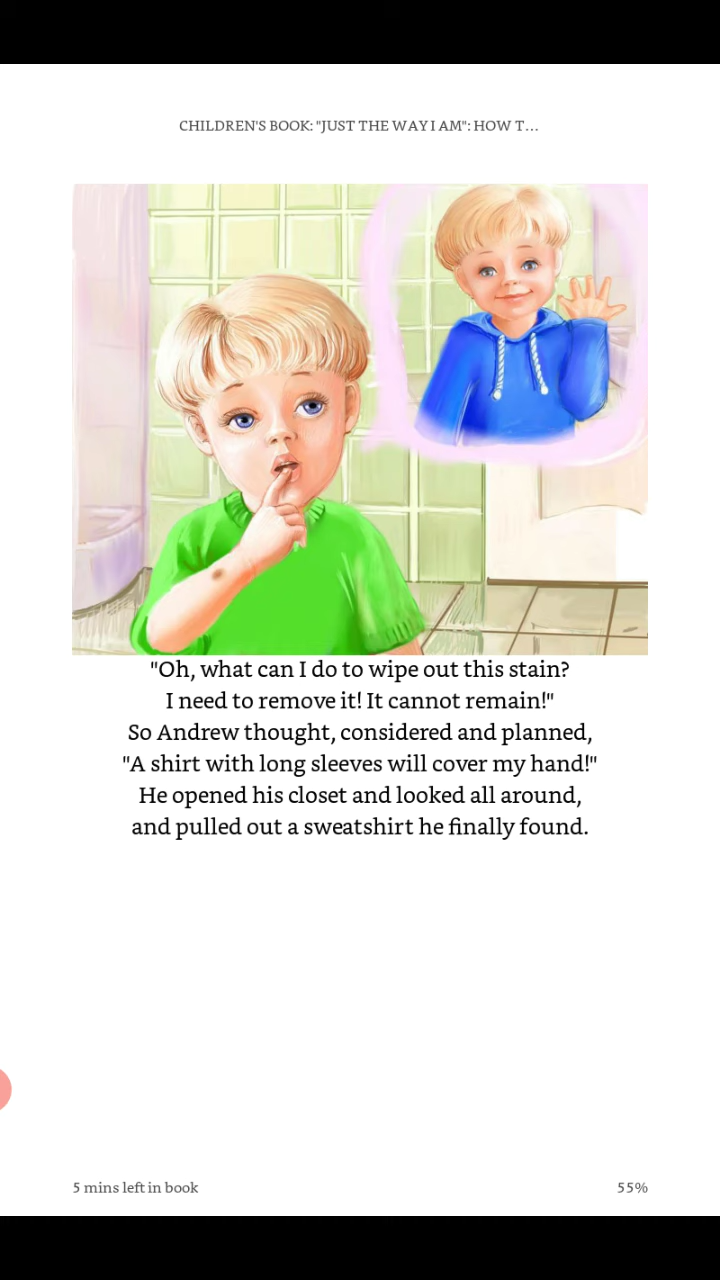 CHILDREN'S BOOK: "JUST THE WAY I AM": HOW T...
"Oh, what can I do to wipe out this stain?
I need to remove it! It cannot remain!"
So Andrew thought, considered and planned,
"A shirt with long sleeves will cover my hand!"
He opened his closet and looked all around,
and pulled out a sweatshirt he finally found.
5 mins left in book
55%